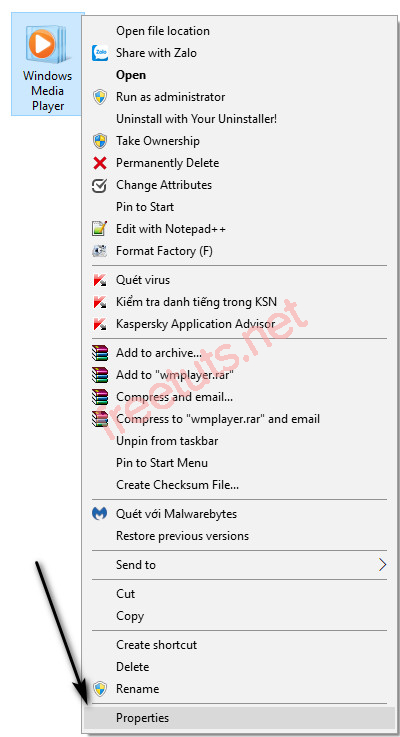 Windows
Media
Player
Open file location
Zalo
Share with Zalo
Open
Run as administrator
Uninstall with Your Uninstaller!
Take Ownership
Permanently Delete
Change Attributes
Pin to Start
Edit with Notepad++
Format Factory (F)
Quét virus
Kiểm tra danh tiếng trong KSN
Kaspersky Application Advisor
Add to archive...
Add to "wmplayer.rar"
Compress and email...
Compress to "wmplayer.rar" and email
Unpin from taskbar
Pin to Start Menu
Create Checksum File...
Quét với Malwarebytes
Restore previous versions
Send to
Cut
Copy
Create shortcut
Delete
Rename
Properties
freetuts.net